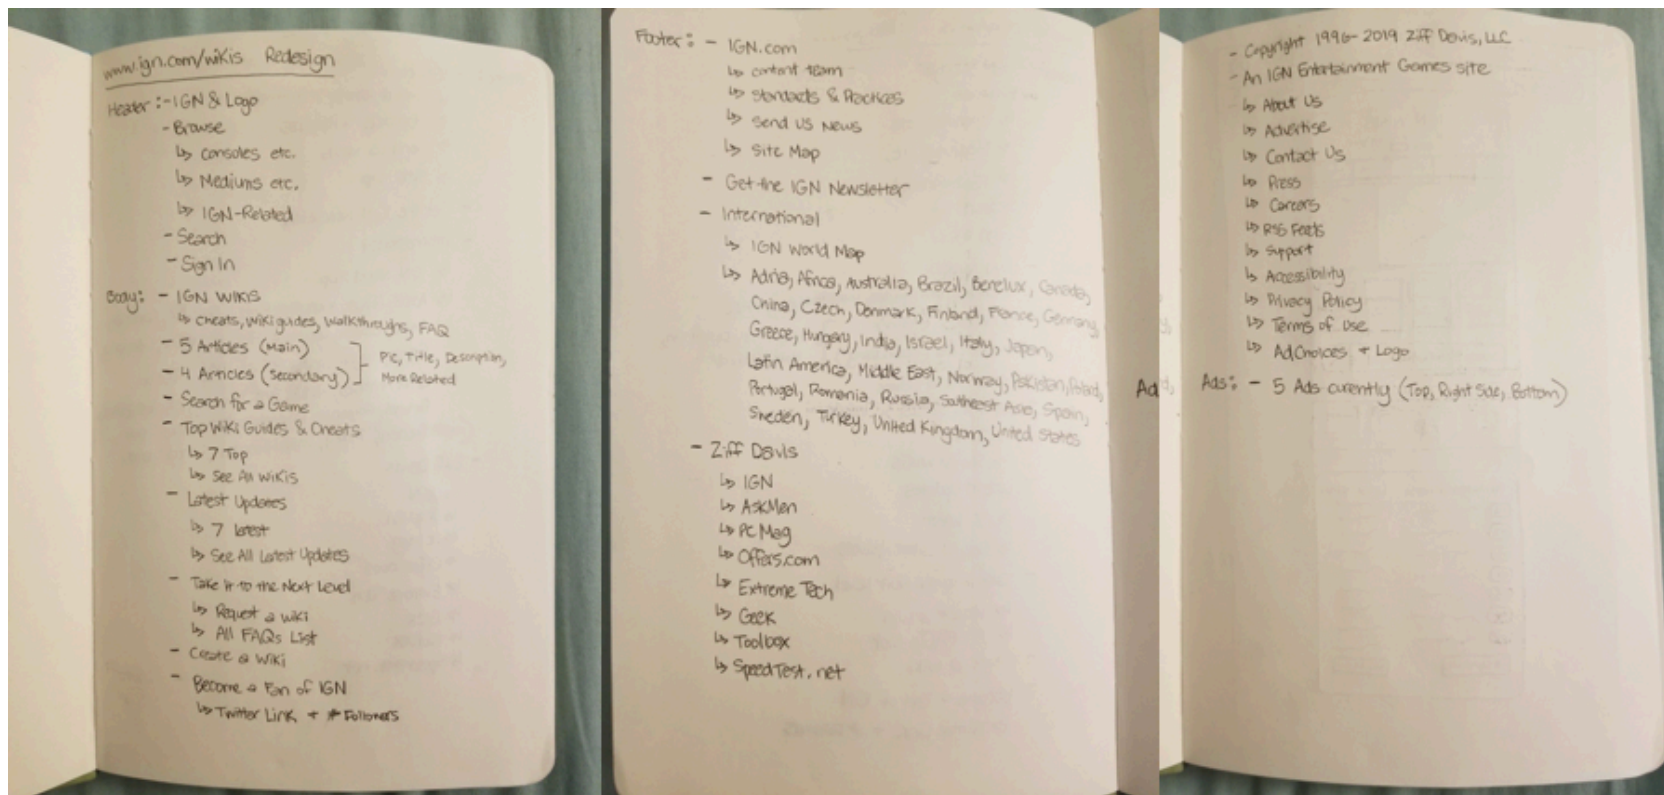 www.ign.com/wikis Redesign
Header: - IGN & Logo
- Browse
↳ Consoles etc.
↳ Mediums etc.
↳ IGN-Related
- Search
- Sign In
Body: - IGN WIKIS
↳ Cheats, Wiki guides, Walkthroughs, FAQ
- 5 Articles (Main)
- 4 Articles (Secondary)
Pic, Title, Description,
More Related
- Search for a Game
- Top Wiki Guides & Cheats
↳ 7 Top
↳ See All Wikis
- Latest Updates
↳ 7 latest
↳ See All Latest Updates
- Take it to the Next Level
↳ Request a wiki
↳ All FAQs List
- Create a Wiki
- Become a Fan of IGN
↳ Twitter Link + # Followers
Footer: - IGN.com
↳ content team
↳ Standards & Practices
↳ Send US News
↳ Site Map
- Get the IGN Newsletter
- International
↳ IGN World Map
↳ Adria, Africa, Australia, Brazil, Benelux, Canada,
China, Czech, Denmark, Finland, France, Germany,
Greece, Hungary, India, Israel, Italy, Japan,
Latin America, Middle East, Norway, Pakistan, Poland,
Portugal, Romania, Russia, Southeast Asia, Spain,
Sweden, Turkey, United Kingdom, United States
- Ziff Davis
↳ IGN
↳ AskMen
↳ PC Mag
↳ Offers.com
↳ Extreme Tech
↳ Geek
↳ Toolbox
↳ SpeedTest.net
- Copyright 1996-2019 Ziff Davis, LLC
- An IGN Entertainment Games site
↳ About Us
↳ Advertise
↳ Contact Us
↳ Press
↳ Careers
↳ RSS Feeds
↳ Support
↳ Accessibility
↳ Privacy Policy
↳ Terms of Use
↳ AdChoices + Logo
Ad
Ads: - 5 Ads curently (Top, Right Side, Bottom)